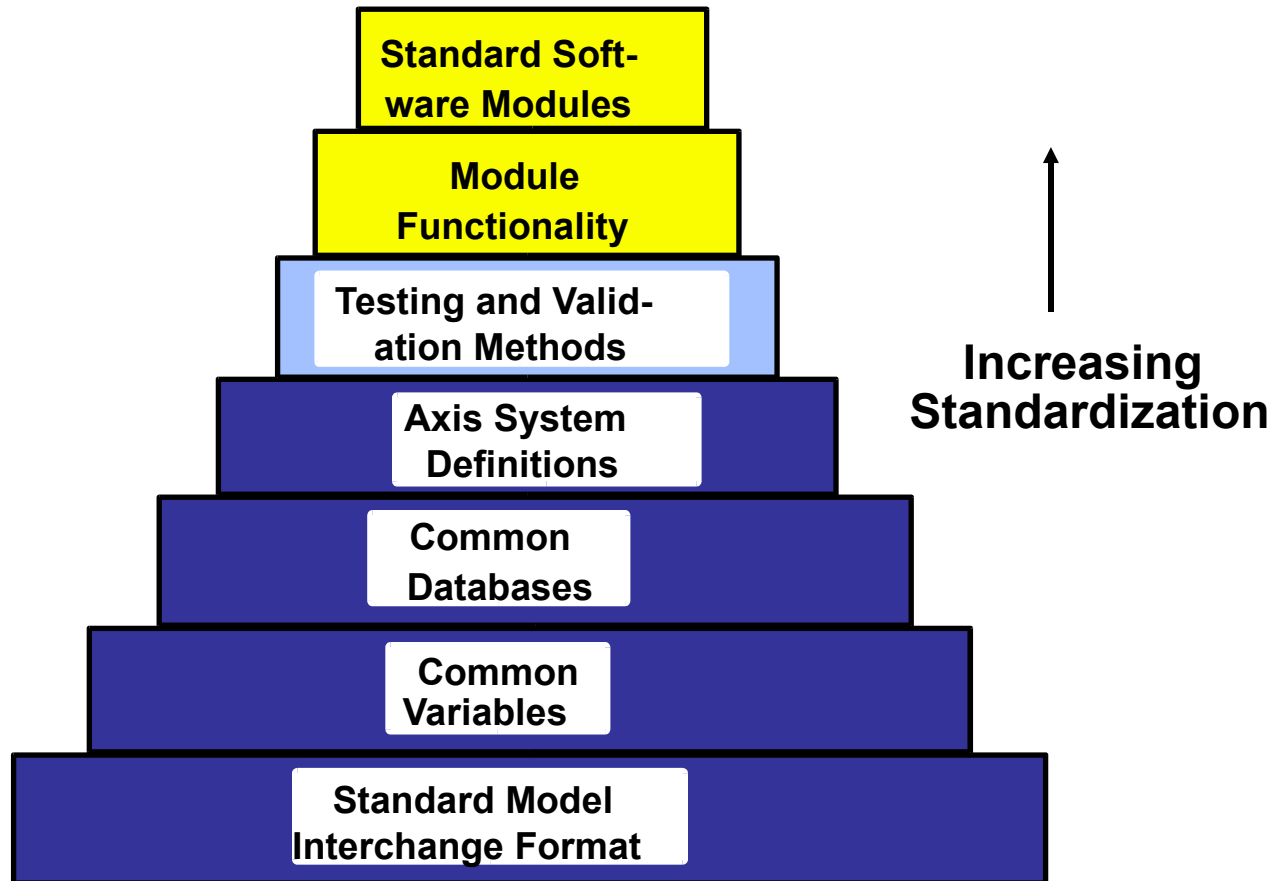 Standard Soft-
ware Modules
Module
Functionality
Testing and Valid-
ation Methods
Axis System
Definitions
Common
Databases
Common
Variables
Standard Model
Interchange Format
Increasing
Standardization